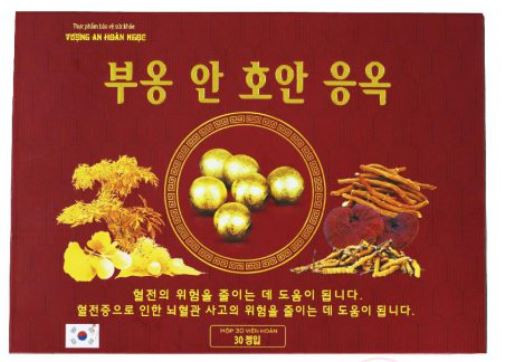 Thực phẩm bảo vệ sức khỏe
VƯỢNG AN HOÀN NGỌC
부옹 안 호안 응옥
혈전의 위험을 줄이는 데 도움이 됩니다.
혈전증으로 인한 뇌혈관 사고의 위험을 줄이는 데 도움이 됩니다.
HỘP 30 VIÊN HOÀN
30 정입